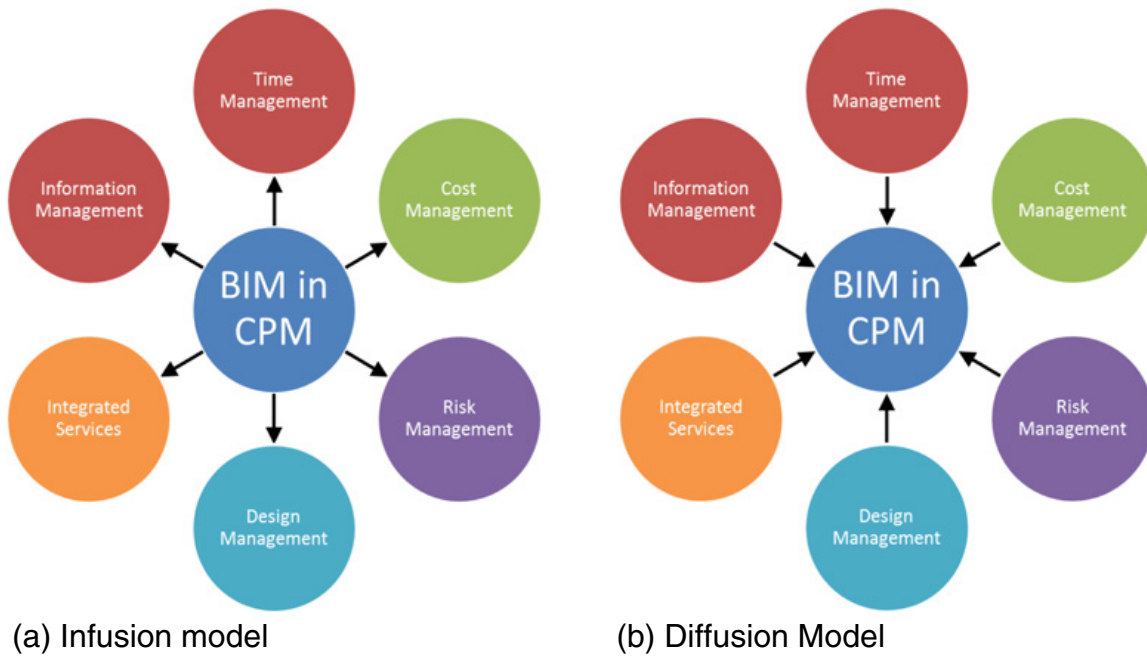 Time
Management
Information
Management
Cost
Management
BIM in
CPM
Integrated
Services
Risk
Management
Design
Management
(a) Infusion model
Time
Management
Information
Management
Cost
Management
BIM in
CPM
Integrated
Services
Risk
Management
Design
Management
(b) Diffusion Model